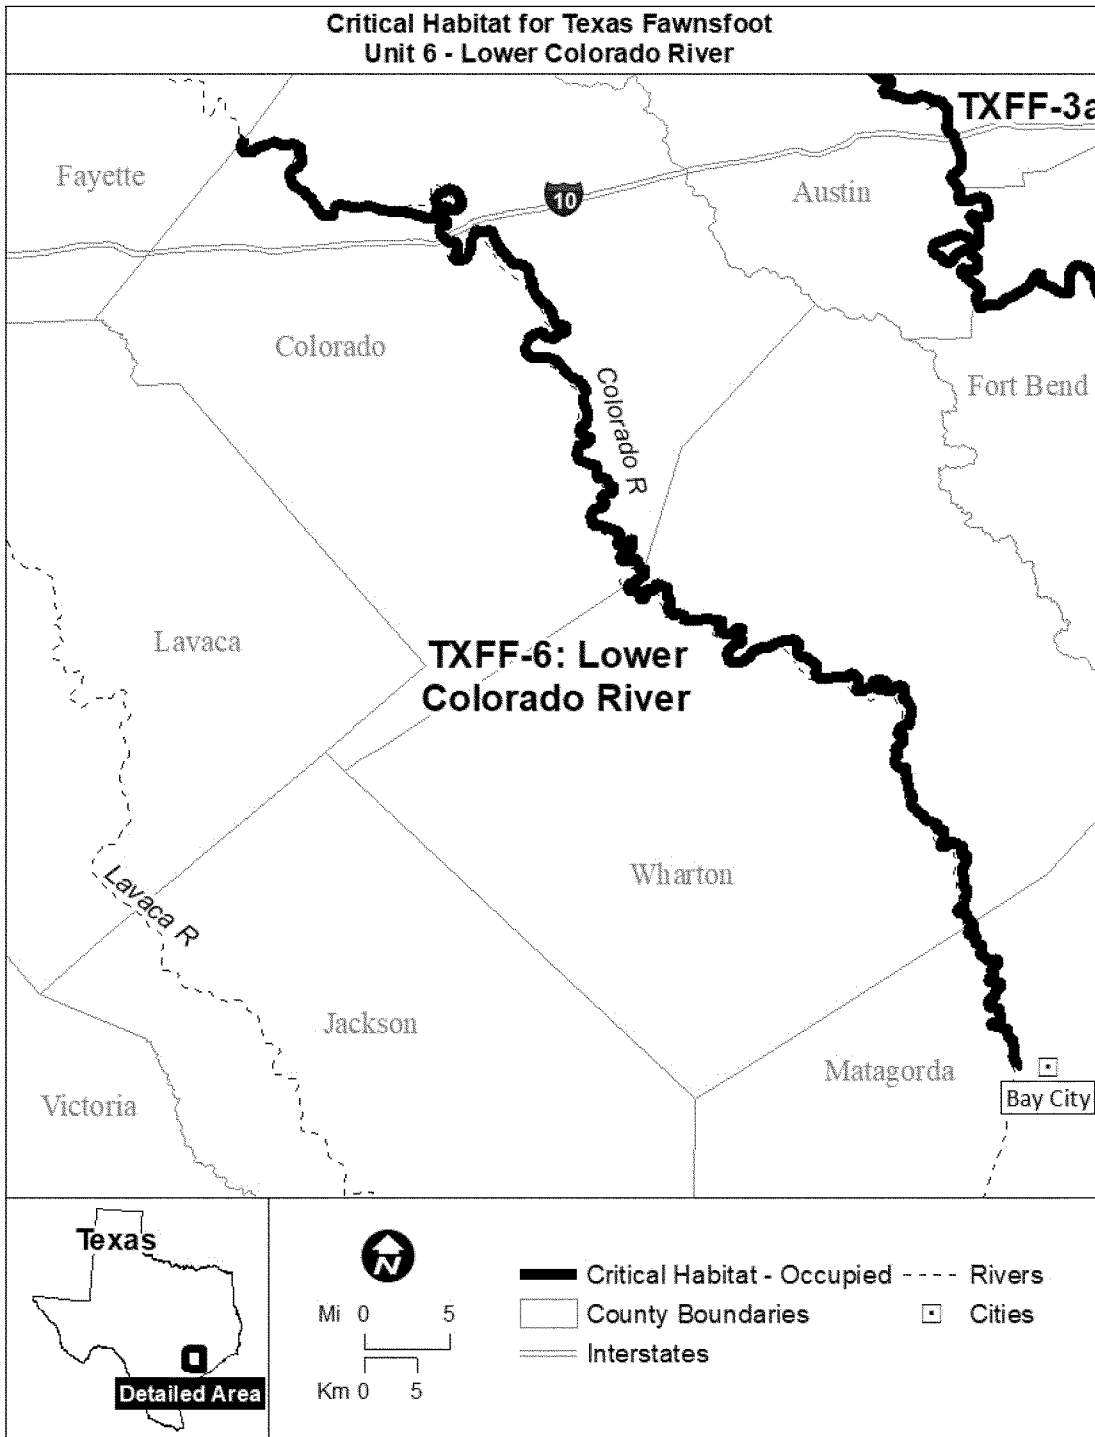 Critical Habitat for Texas Fawnsfoot
Unit 6 - Lower Colorado River
TXFF-3a
Fayette
10
Austin
Colorado
Fort Bend
Colorado R
Lavaca
TXFF-6: Lower
Colorado River
Wharton
Lavaca R
Jackson
Matagorda
Victoria
Bay City
Texas
Detailed Area
N
Mi 0 5
Km 0 5
Critical Habitat - Occupied
County Boundaries
Interstates
Rivers
Cities